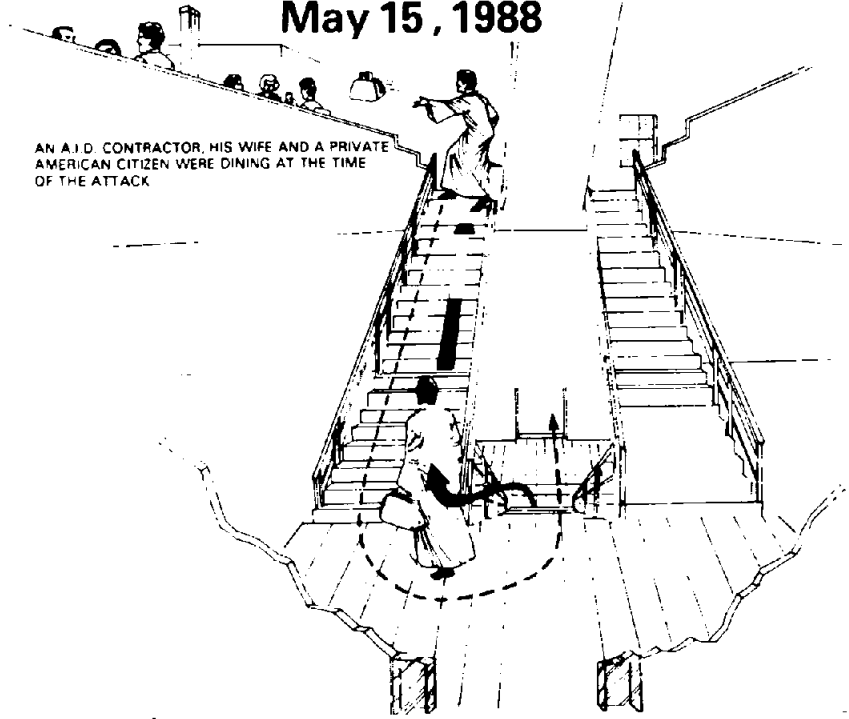 May 15, 1988
AN A.I.D. CONTRACTOR, HIS WIFE AND A PRIVATE
AMERICAN CITIZEN WERE DINING AT THE TIME
OF THE ATTACK